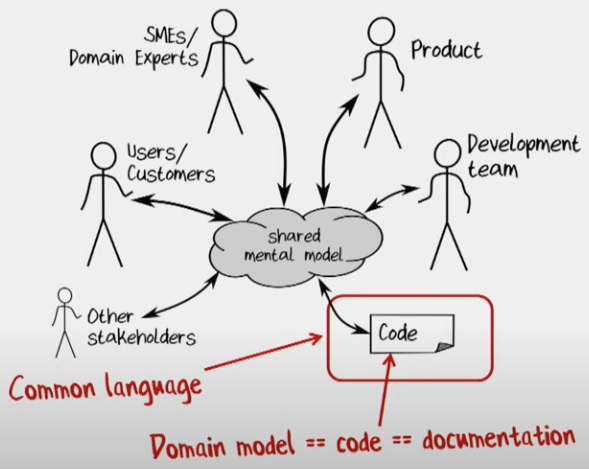 SMEs/
Domain Experts
Product
Users/
Customers
Development
team
shared
mental model
Other
stakeholders
Code
Common language
Domain model == code == documentation